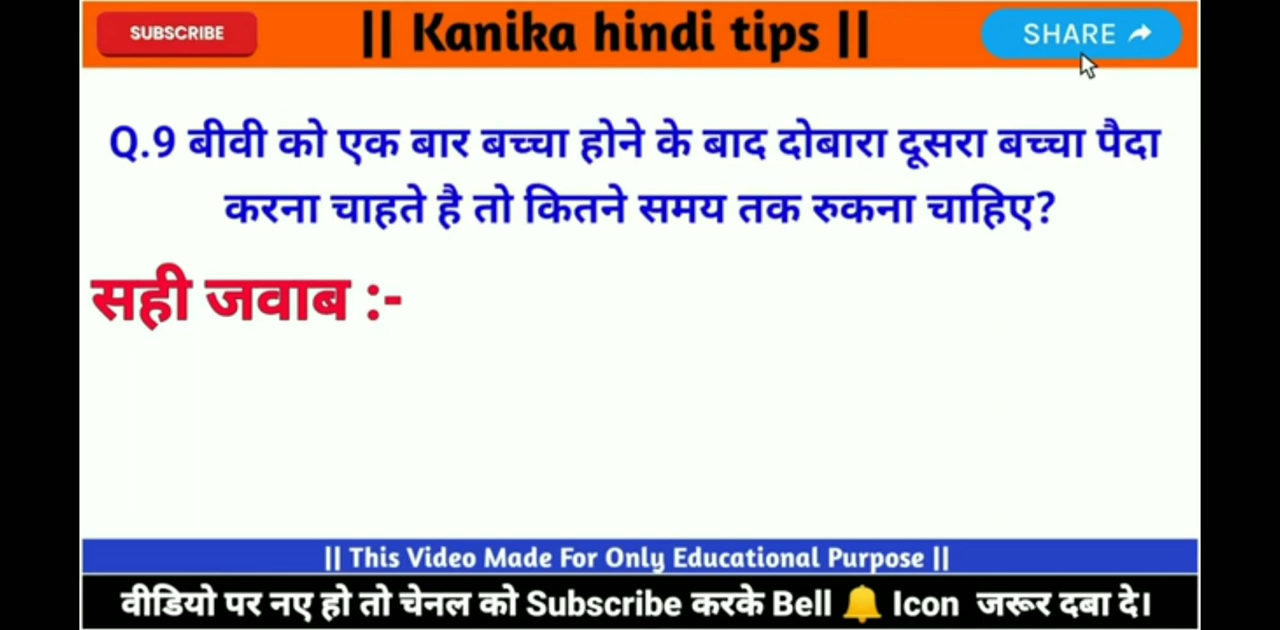 SUBSCRIBE
|| Kanika hindi tips ||
SHARE
Q.9 बीवी को एक बार बच्चा होने के बाद दोबारा दूसरा बच्चा पैदा
करना चाहते है तो कितने समय तक रुकना चाहिए?
सही जवाब :-
|| This Video Made For Only Educational Purpose ||
वीडियो पर नए हो तो चेनल को Subscribe करके Bell 🔔 Icon जरूर दबा दे।